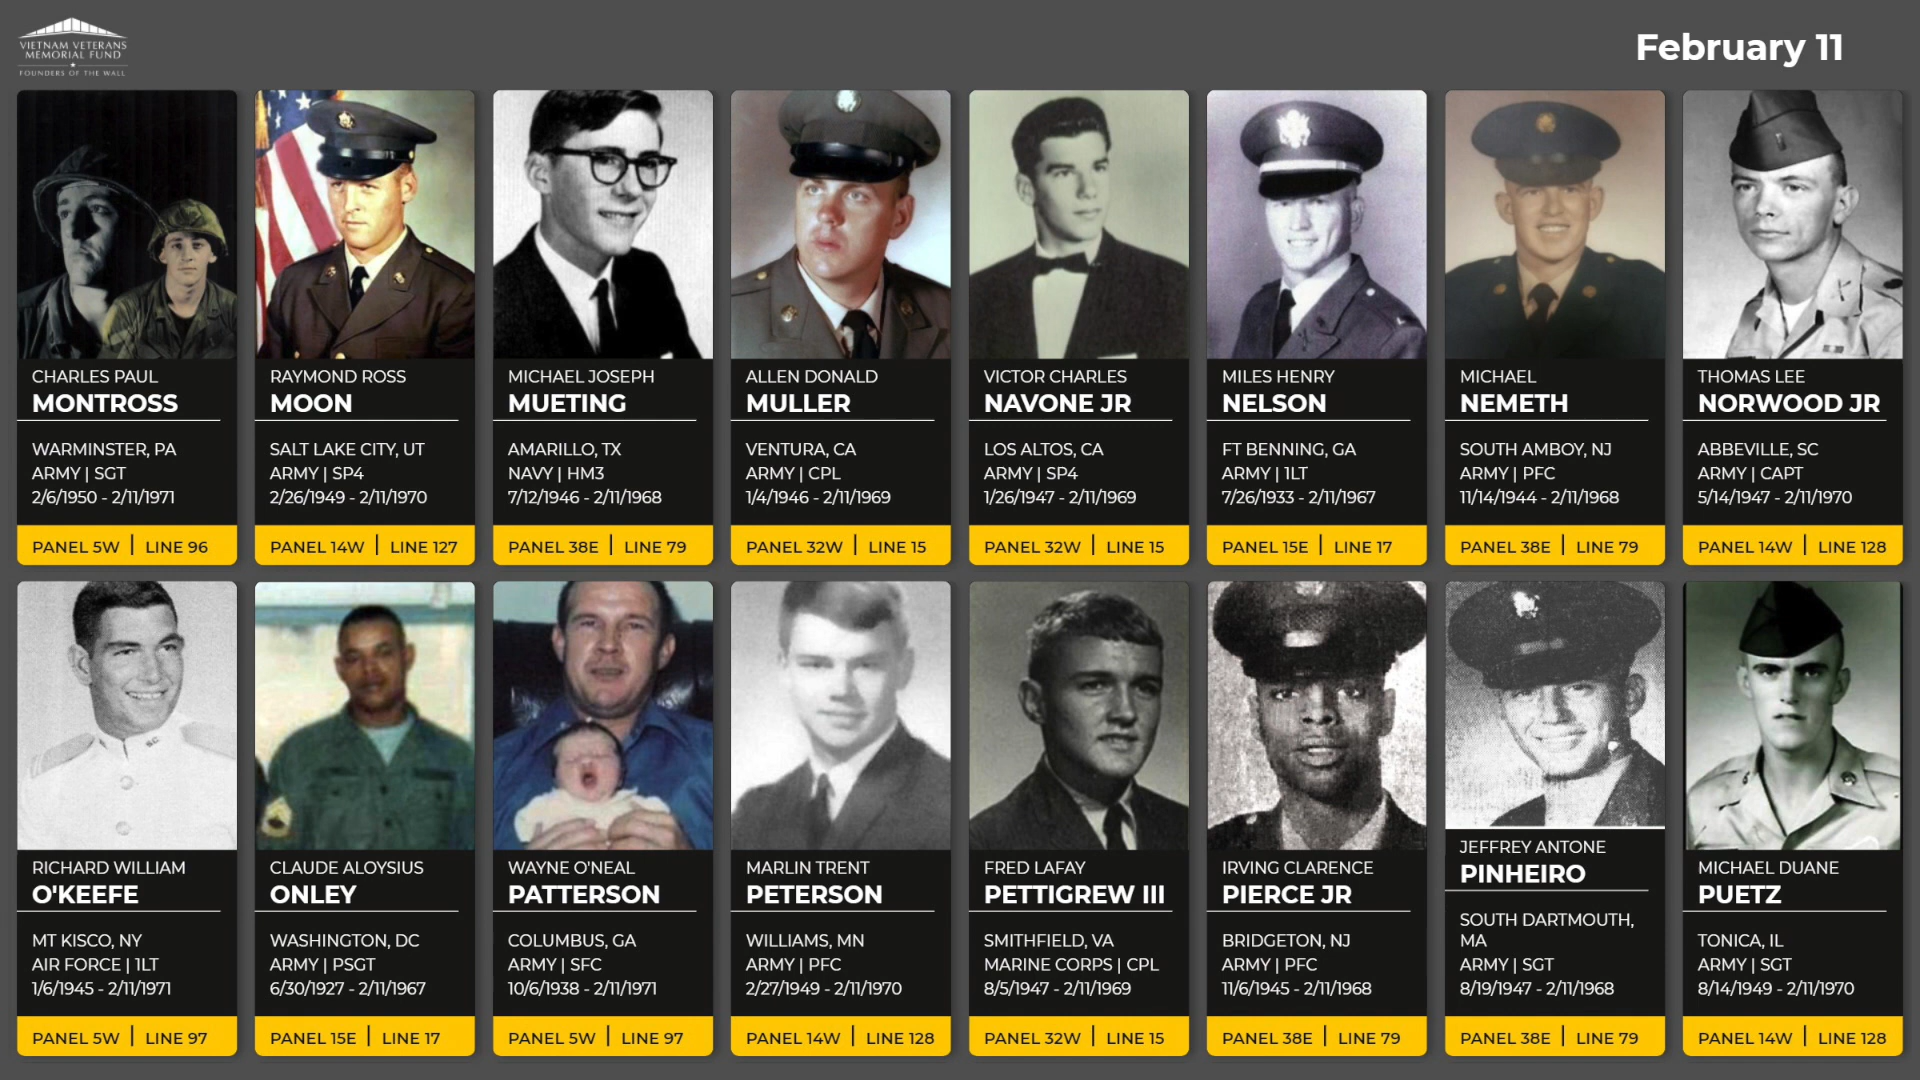 VIETNAM VETERANS
MEMORIAL FUND
FOUNDERS OF THE WALL
February 11
CHARLES PAUL
MONTROSS
WARMINSTER, PA
ARMY | SGT
2/6/1950 - 2/11/1971
PANEL 5W | LINE 96
RAYMOND ROSS
MOON
SALT LAKE CITY, UT
ARMY | SP4
2/26/1949 - 2/11/1970
PANEL 14W | LINE 127
MICHAEL JOSEPH
MUETING
AMARILLO, TX
NAVY | HM3
7/12/1946 - 2/11/1968
PANEL 38E | LINE 79
ALLEN DONALD
MULLER
VENTURA, CA
ARMY | CPL
1/4/1946 - 2/11/1969
PANEL 32W | LINE 15
VICTOR CHARLES
NAVONE JR
LOS ALTOS, CA
ARMY | SP4
1/26/1947 - 2/11/1969
PANEL 32W | LINE 15
MILES HENRY
NELSON
FT BENNING, GA
ARMY | 1LT
7/26/1933 - 2/11/1967
PANEL 15E | LINE 17
MICHAEL
NEMETH
SOUTH AMBOY, NJ
ARMY | PFC
11/14/1944 - 2/11/1968
PANEL 38E | LINE 79
THOMAS LEE
NORWOOD JR
ABBEVILLE, SC
ARMY | CAPT
5/14/1947 - 2/11/1970
PANEL 14W | LINE 128
RICHARD WILLIAM
O'KEEFE
MT KISCO, NY
AIR FORCE | 1LT
1/6/1945 - 2/11/1971
PANEL 5W | LINE 97
CLAUDE ALOYSIUS
ONLEY
WASHINGTON, DC
ARMY | PSGT
6/30/1927 - 2/11/1967
PANEL 15E | LINE 17
WAYNE O'NEAL
PATTERSON
COLUMBUS, GA
ARMY | SFC
10/6/1938 - 2/11/1971
PANEL 5W | LINE 97
MARLIN TRENT
PETERSON
WILLIAMS, MN
ARMY | PFC
2/27/1949 - 2/11/1970
PANEL 14W | LINE 128
FRED LAFAY
PETTIGREW III
SMITHFIELD, VA
MARINE CORPS | CPL
8/5/1947 - 2/11/1969
PANEL 32W | LINE 15
IRVING CLARENCE
PIERCE JR
BRIDGETON, NJ
ARMY | PFC
11/6/1945 - 2/11/1968
PANEL 38E | LINE 79
JEFFREY ANTONE
PINHEIRO
SOUTH DARTMOUTH,
MA
ARMY | SGT
8/19/1947 - 2/11/1968
PANEL 38E | LINE 79
MICHAEL DUANE
PUETZ
TONICA, IL
ARMY | SGT
8/14/1949 - 2/11/1970
PANEL 14W | LINE 128